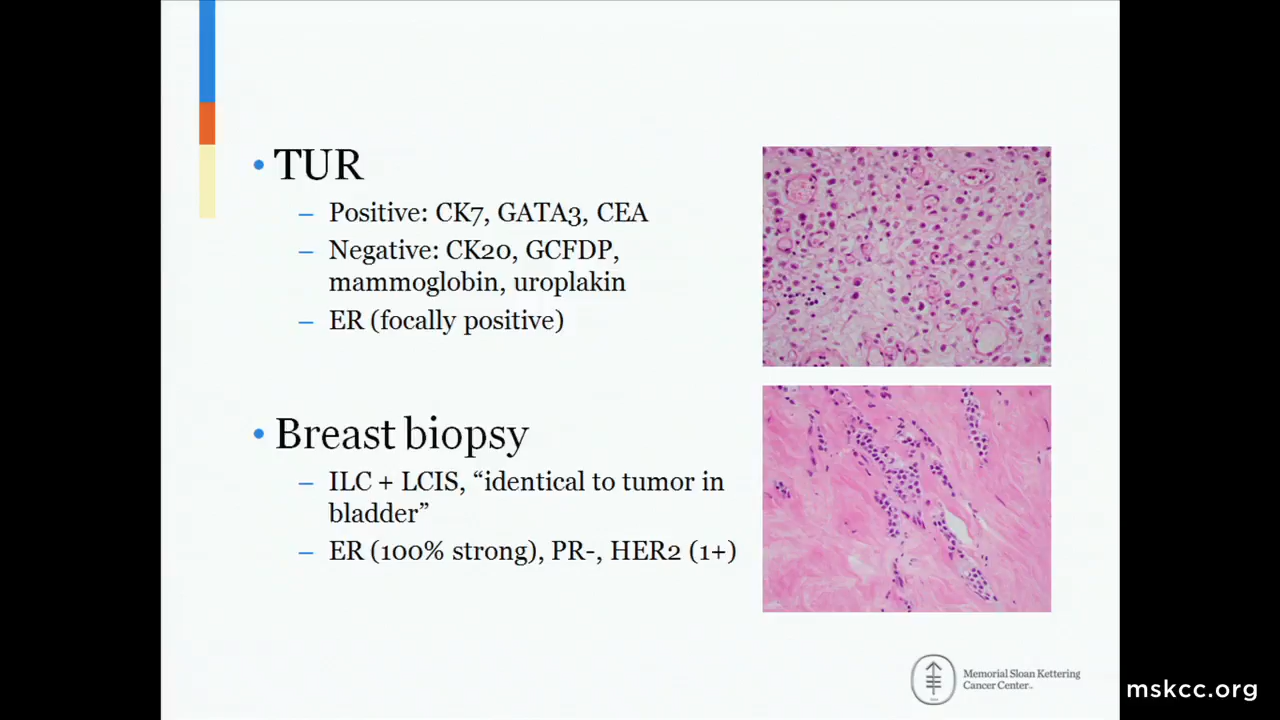 • TUR
– Positive: CK7, GATA3, CEA
– Negative: CK20, GCFDP,
mammoglobin, uroplakin
– ER (focally positive)
• Breast biopsy
– ILC + LCIS, “identical to tumor in
bladder”
– ER (100% strong), PR-, HER2 (1+)
Memorial Sloan Kettering
Cancer Center
mskcc.org